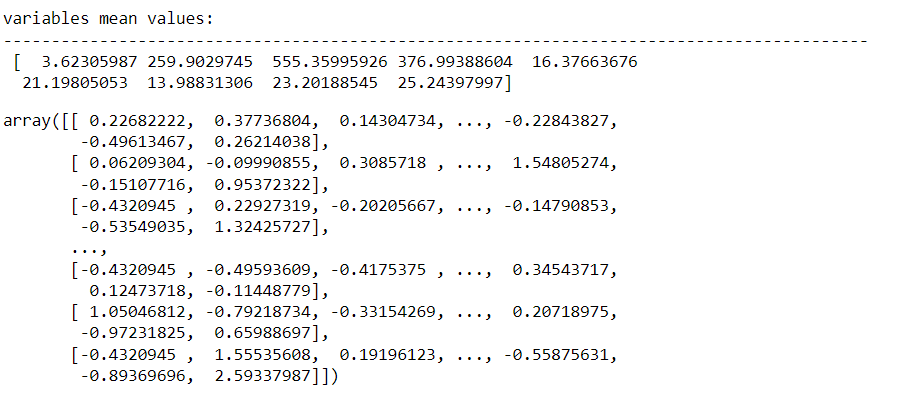 variables mean values:
------------------------------------------------------------------------------------------
[  3.62305987 259.9029745  555.35995926 376.99388604  16.37663676
  21.19805053  13.98831306  23.20188545  25.24397997]
array([[ 0.22682222,  0.37736804,  0.14304734, ..., -0.22843827,
        -0.49613467,  0.26214038],
       [ 0.06209304, -0.09990855,  0.3085718 , ...,  1.54805274,
        -0.15107716,  0.95372322],
       [-0.4320945 ,  0.22927319, -0.20205667, ..., -0.14790853,
        -0.53549035,  1.32425727],
       ...,
       [-0.4320945 , -0.49593609, -0.4175375 , ...,  0.34543717,
         0.12473718, -0.11448779],
       [ 1.05046812, -0.79218734, -0.33154269, ...,  0.20718975,
        -0.97231825,  0.65988697],
       [-0.4320945 ,  1.55535608,  0.19196123, ..., -0.55875631,
        -0.89369696,  2.59337987]])